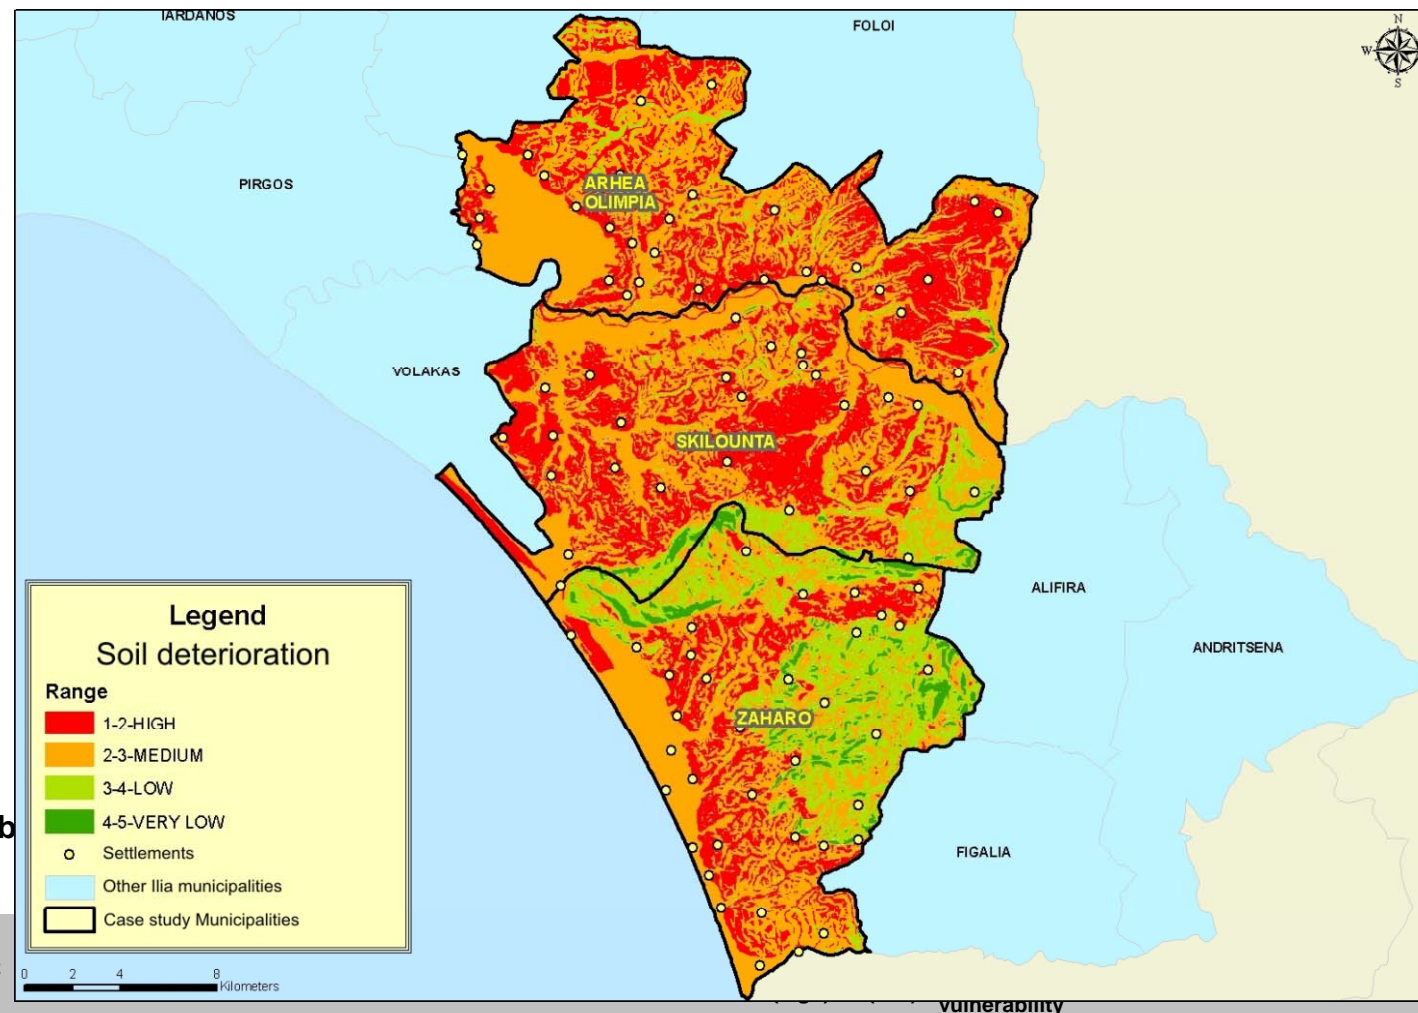 IARDANOS
FOLOI
N
W
S
PIRGOS
ARHEA
OLIMPIA
VOLAKAS
SKILOUNTA
ALIFIRA
ANDRITSENA
ZAHARO
FIGALIA
Legend
Soil deterioration
Range
1-2-HIGH
2-3-MEDIUM
3-4-LOW
4-5-VERY LOW
Settlements
Other Ilia municipalities
Case study Municipalities
b
0 2 4 8
Kilometers
vulnerability